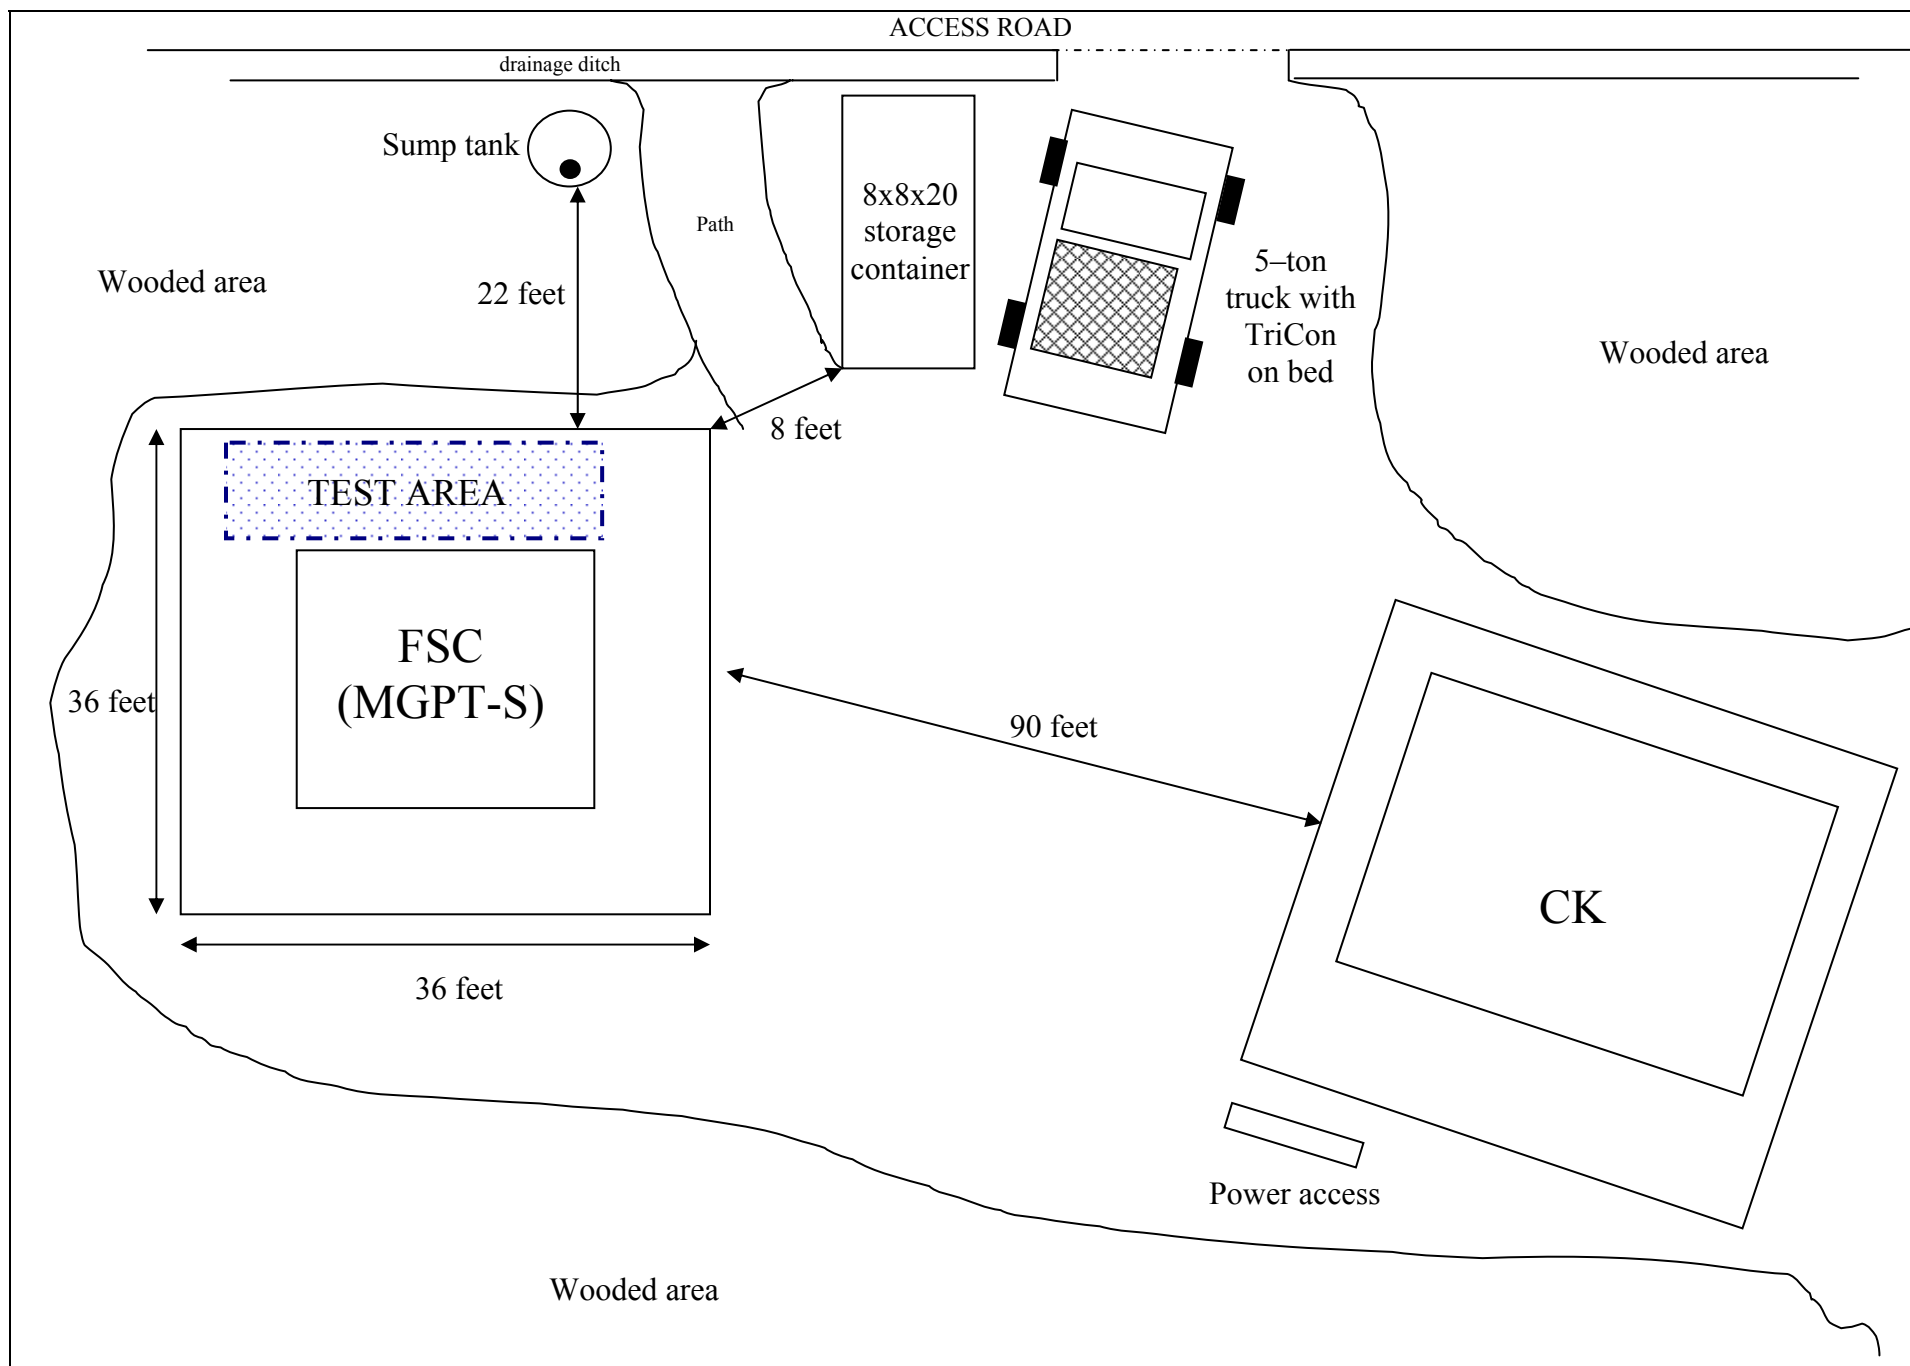 ACCESS ROAD
drainage ditch
Sump tank
8x8x20
storage
container
Path
5–ton
truck with
TriCon
on bed
Wooded area
22 feet
Wooded area
8 feet
TEST AREA
FSC
(MGPT-S)
36 feet
90 feet
CK
36 feet
Power access
Wooded area